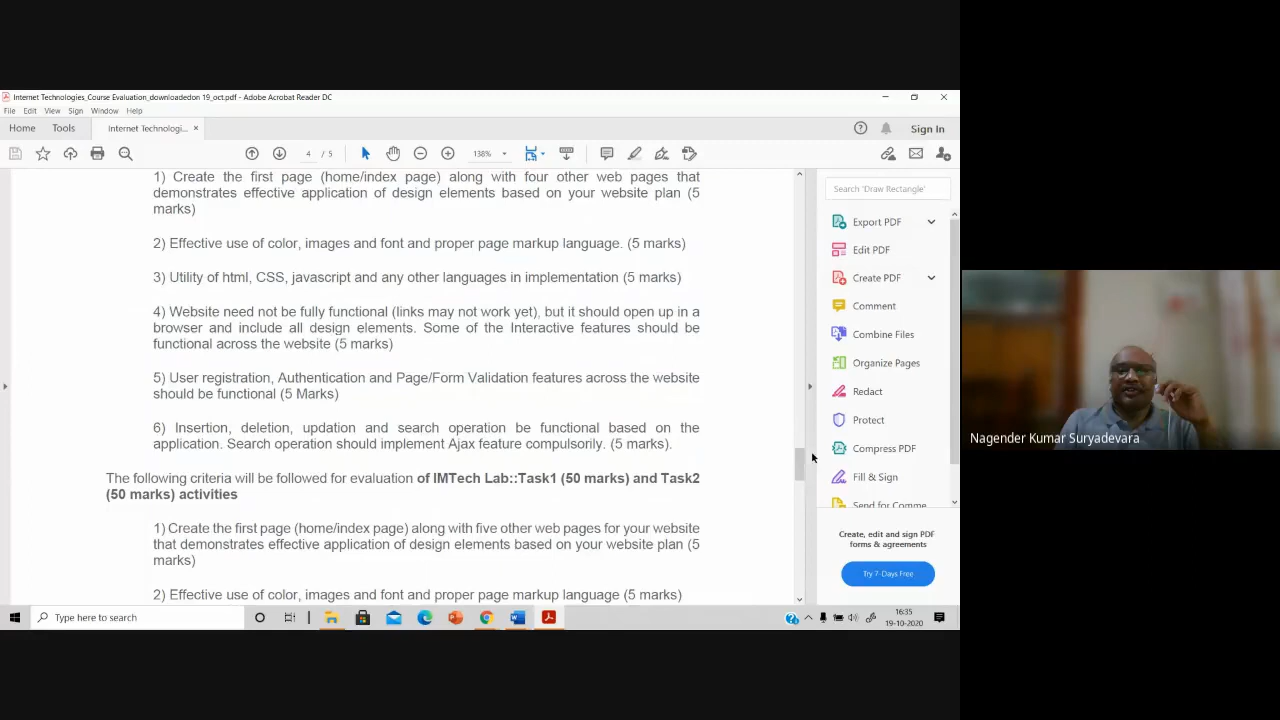 Internet Technologies_Course Evaluation_downloadedon 19_oct.pdf - Adobe Acrobat Reader DC
File Edit View Sign Window Help
Home Tools Internet Technologi... × Sign In
4 / 5 138%
1) Create the first page (home/index page) along with four other web pages that
demonstrates effective application of design elements based on your website plan (5
marks)
2) Effective use of color, images and font and proper page markup language. (5 marks)
3) Utility of html, CSS, javascript and any other languages in implementation (5 marks)
4) Website need not be fully functional (links may not work yet), but it should open up in a
browser and include all design elements. Some of the Interactive features should be
functional across the website (5 marks)
5) User registration, Authentication and Page/Form Validation features across the website
should be functional (5 Marks)
6) Insertion, deletion, updation and search operation be functional based on the
application. Search operation should implement Ajax feature compulsorily. (5 marks).
The following criteria will be followed for evaluation of IMTech Lab::Task1 (50 marks) and Task2
(50 marks) activities
1) Create the first page (home/index page) along with five other web pages for your website
that demonstrates effective application of design elements based on your website plan (5
marks)
2) Effective use of color, images and font and proper page markup language (5 marks)
Search 'Draw Rectangle'
Export PDF
Edit PDF
Create PDF
Comment
Combine Files
Organize Pages
Redact
Protect
Compress PDF
Fill & Sign
Send for Comme
Create, edit and sign PDF
forms & agreements
Try 7-Days Free
Nagender Kumar Suryadevara
Type here to search
16:35
19-10-2020